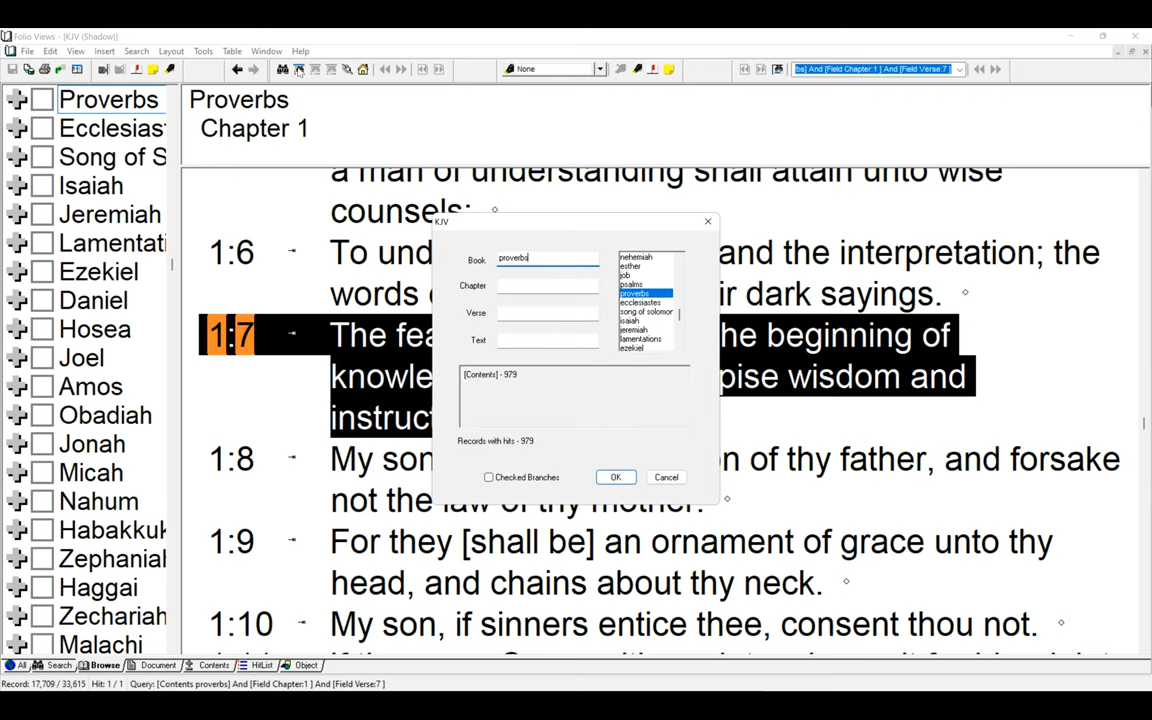 Folio Views - [KJV (Shadow)]
File Edit View Insert Search Layout Tools Table Window Help
None
bs] And [Field Chapter:1 ] And [Field Verse:7 ]
Proverbs
Ecclesiast
Song of S
Isaiah
Jeremiah
Lamentati
Ezekiel
Daniel
Hosea
Joel
Amos
Obadiah
Jonah
Micah
Nahum
Habakkuk
Zephaniah
Haggai
Zechariah
Malachi
Proverbs
Chapter 1
a man of understanding shall attain unto wise
counsels:
1:6 To und and the interpretation; the
words ir dark sayings.
1:7 The fea he beginning of
knowle pise wisdom and
instruct
1:8 My son n of thy father, and forsake
not the law of thy mother.
1:9 For they [shall be] an ornament of grace unto thy
head, and chains about thy neck.
1:10 My son, if sinners entice thee, consent thou not.
KJV
Book proverbs
Chapter
Verse
Text
nehemiah
esther
job
psalms
proverbs
ecclesiastes
song of solomon
isaiah
jeremiah
lamentations
ezekiel
[Contents] - 979
Records with hits - 979
Checked Branches OK Cancel
All Search Browse Document Contents HitList Object
Record: 17,709 / 33,615 Hit: 1 / 1 Query: [Contents proverbs] And [Field Chapter:1 ] And [Field Verse:7 ]